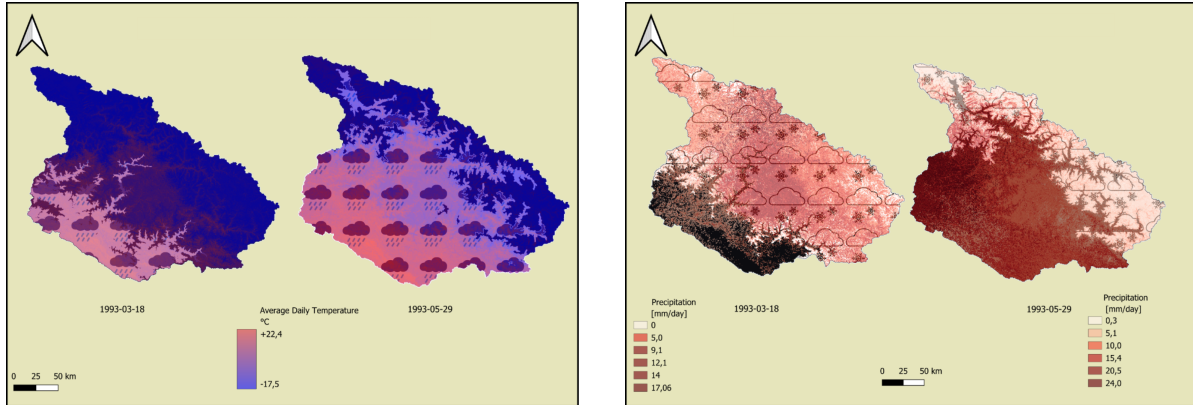 1993-03-18
1993-05-29
Average Daily Temperature
°C
+22,4
-17,5
0 25 50 km
Precipitation
[mm/day]
0
5,0
9,1
12,1
14
17,06
1993-03-18
1993-05-29
0 25 50 km
Precipitation
[mm/day]
0,3
5,1
10,0
15,4
20,5
24,0